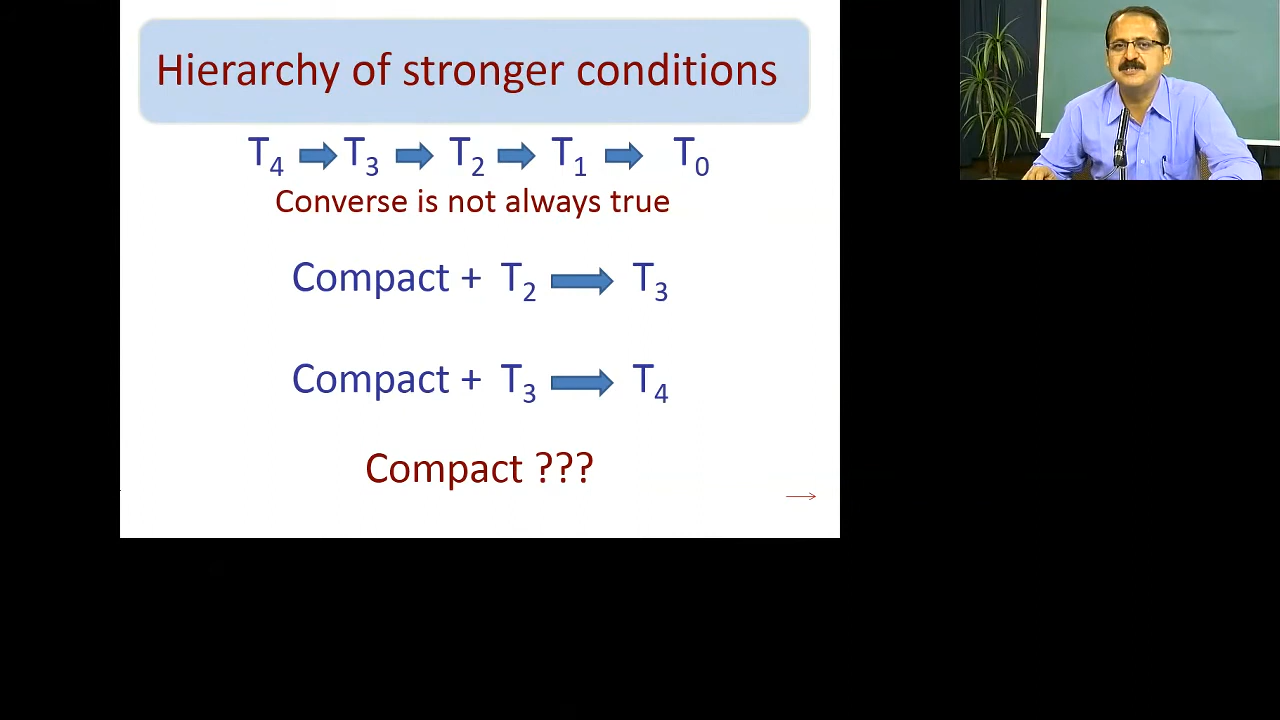 Hierarchy of stronger conditions
T₄ ➡ T₃ ➡ T₂ ➡ T₁ ➡ T₀
Converse is not always true
Compact + T₂ ➡ T₃
Compact + T₃ ➡ T₄
Compact ???